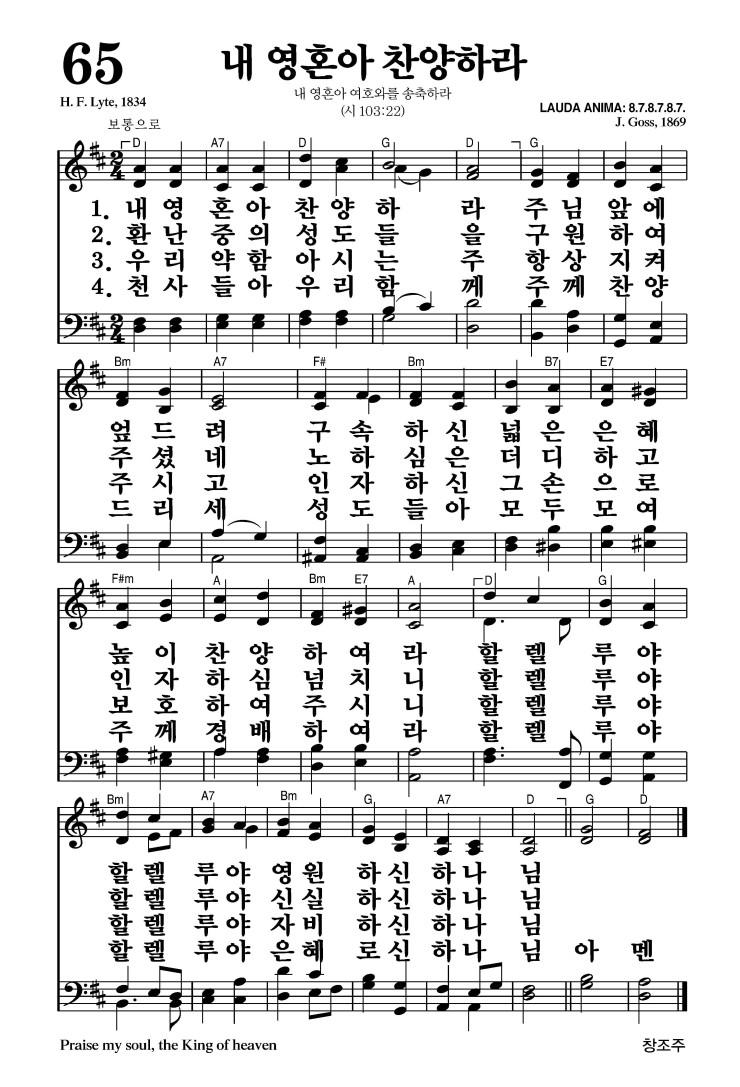 65
내 영혼아 찬양하라
내 영혼아 여호와를 송축하라
(시 103:22)
H. F. Lyte, 1834
LAUDA ANIMA: 8.7.8.7.8.7.
J. Goss, 1869
보통으로
D A7 D G D G
1. 내 영 혼 아 찬 양 하 라 주 님 앞 에
2. 환 난 중 의 성 도 들 을 구 원 하 여
3. 우 리 약 함 아 시 는 주 항 상 지 켜
4. 천 사 들 아 우 리 함 께 주 께 찬 양
Bm A7 F# Bm B7 E7
엎 드 려 구 속 하 신 넓 은 은 혜
주 셨 네 노 하 심 은 더 디 하 고
주 시 고 인 자 하 신 그 손 으 로
드 리 세 성 도 들 아 모 두 모 여
F#m A Bm E7 A D G
높 이 찬 양 하 여 라 할 렐 루 야
인 자 하 심 넘 치 니 할 렐 루 야
보 호 하 여 주 시 니 할 렐 루 야
주 께 경 배 하 여 라 할 렐 루 야
Bm A7 Bm G A7 D G D
할 렐 루 야 영 원 하 신 하 나 님
할 렐 루 야 신 실 하 신 하 나 님
할 렐 루 야 자 비 하 신 하 나 님
할 렐 루 야 은 혜 로 신 하 나 님 아 멘
Praise my soul, the King of heaven
창조주